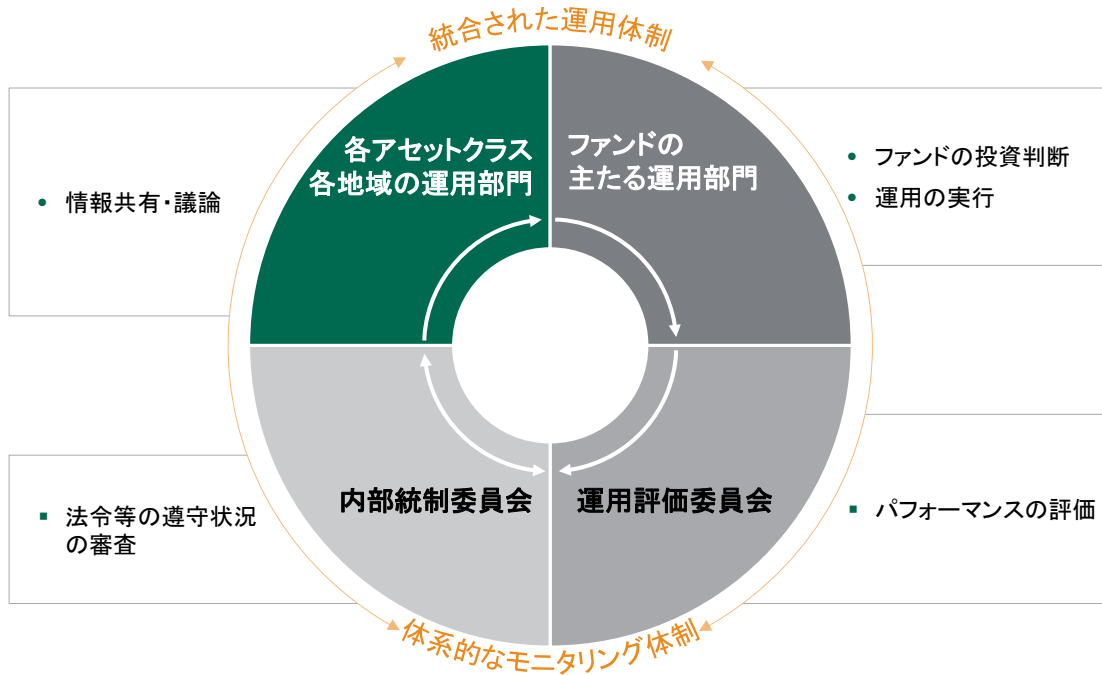 統合された運用体制
各アセットクラス
各地域の運用部門
ファンドの
主たる運用部門
• 情報共有・議論
• ファンドの投資判断
• 運用の実行
内部統制委員会
運用評価委員会
▪ 法令等の遵守状況
の審査
▪ パフォーマンスの評価
体系的なモニタリング体制